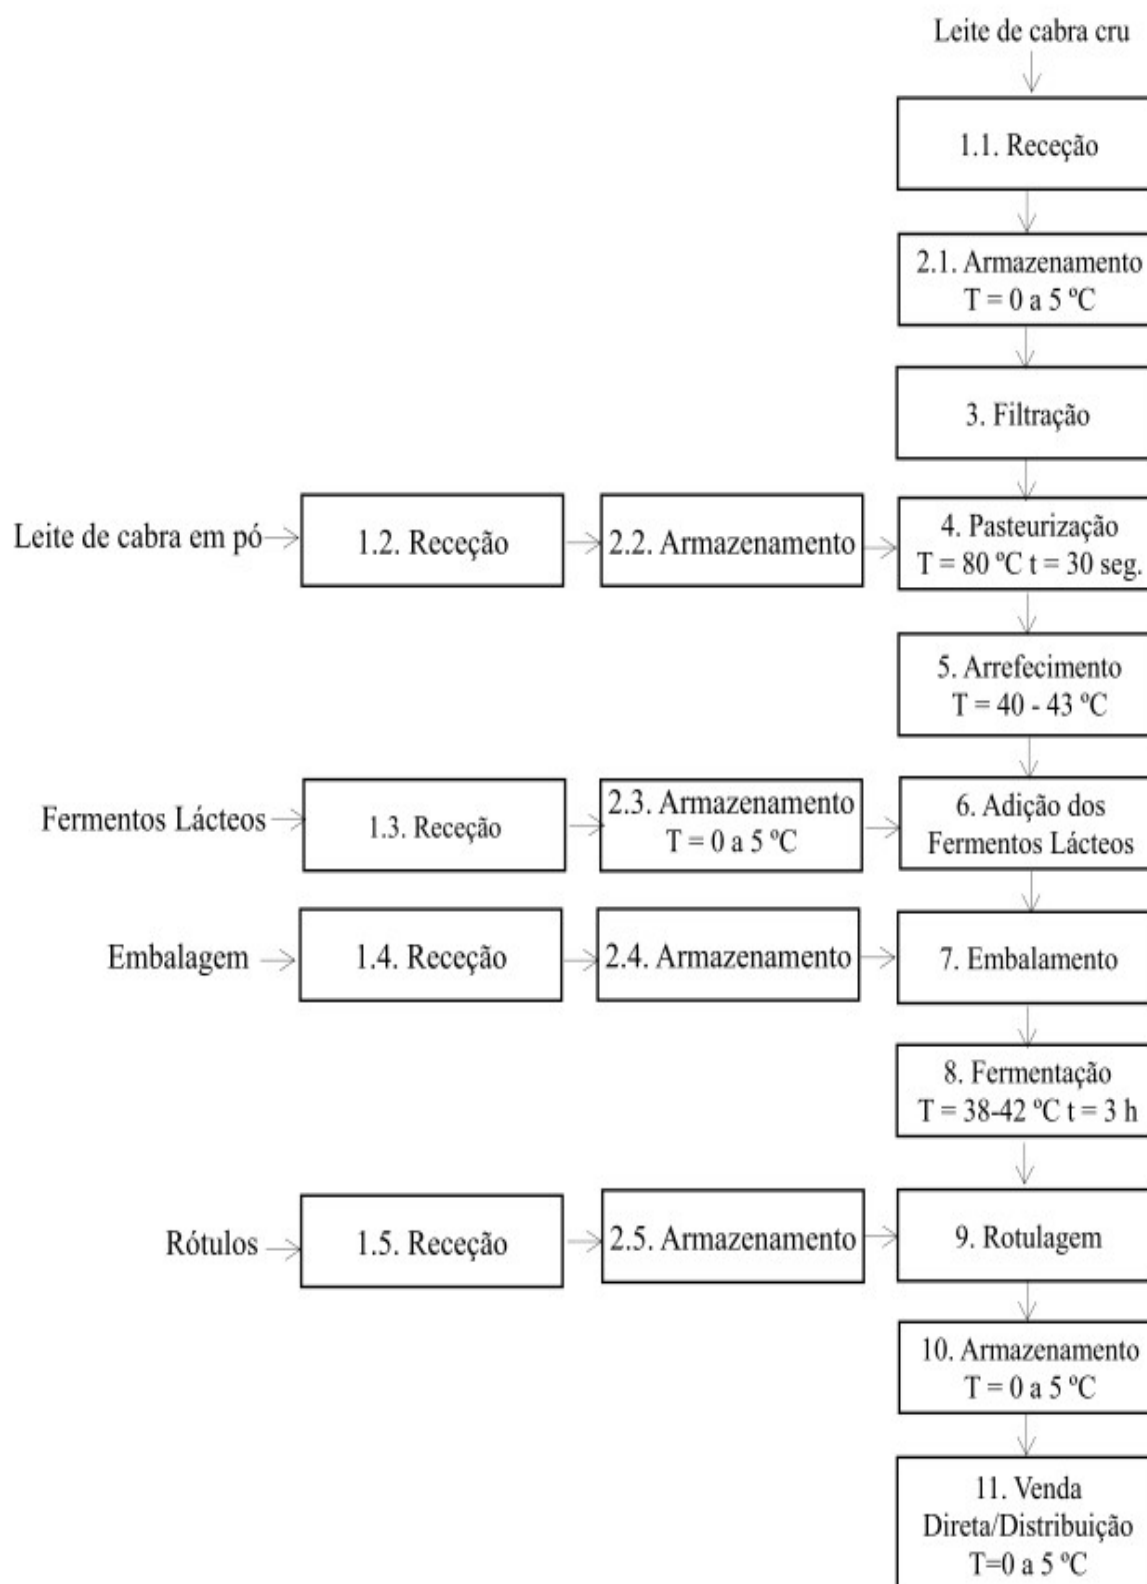 Leite de cabra cru
1.1. Receção
2.1. Armazenamento
T = 0 a 5 ºC
3. Filtração
Leite de cabra em pó
1.2. Receção
2.2. Armazenamento
4. Pasteurização
T = 80 ºC t = 30 seg.
5. Arrefecimento
T = 40 - 43 ºC
Fermentos Lácteos
1.3. Receção
2.3. Armazenamento
T = 0 a 5 ºC
6. Adição dos
Fermentos Lácteos
Embalagem
1.4. Receção
2.4. Armazenamento
7. Embalamento
8. Fermentação
T = 38-42 ºC t = 3 h
Rótulos
1.5. Receção
2.5. Armazenamento
9. Rotulagem
10. Armazenamento
T = 0 a 5 ºC
11. Venda
Direta/Distribuição
T=0 a 5 ºC